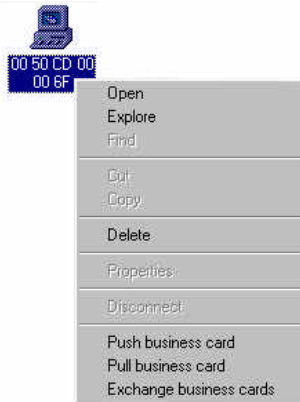 00 50 CD 00
00 6F
Open
Explore
Find
Cut
Copy
Delete
Properties
Disconnect
Push business card
Pull business card
Exchange business cards